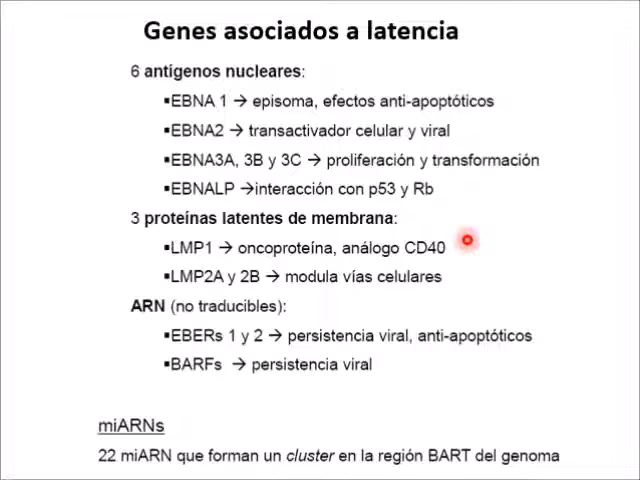 Genes asociados a latencia
6 antígenos nucleares:
▪EBNA 1 → episoma, efectos anti-apoptóticos
▪EBNA2 → transactivador celular y viral
▪EBNA3A, 3B y 3C → proliferación y transformación
▪EBNALP →interacción con p53 y Rb
3 proteínas latentes de membrana:
▪LMP1 → oncoproteína, análogo CD40
▪LMP2A y 2B → modula vías celulares
ARN (no traducibles):
▪EBERs 1 y 2 → persistencia viral, anti-apoptóticos
▪BARFs → persistencia viral
miARNs
22 miARN que forman un cluster en la región BART del genoma